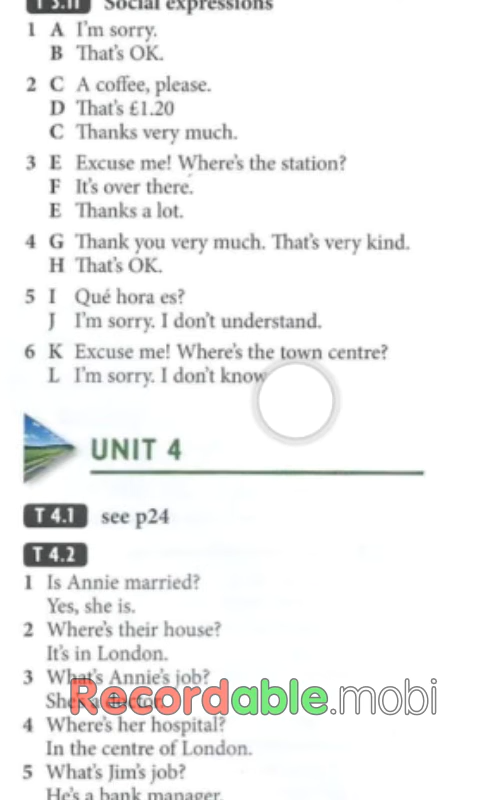 T 3.11 Social expressions
1 A I'm sorry.
B That's OK.
2 C A coffee, please.
D That's £1.20
C Thanks very much.
3 E Excuse me! Where's the station?
F It's over there.
E Thanks a lot.
4 G Thank you very much. That's very kind.
H That's OK.
5 I Qué hora es?
J I'm sorry. I don't understand.
6 K Excuse me! Where's the town centre?
L I'm sorry. I don't know
UNIT 4
T 4.1 see p24
T 4.2
1 Is Annie married?
Yes, she is.
2 Where's their house?
It's in London.
3 What's Annie's job?
She's a doctor.
Recordable.mobi
4 Where's her hospital?
In the centre of London.
5 What's Jim's job?
He's a bank manager.